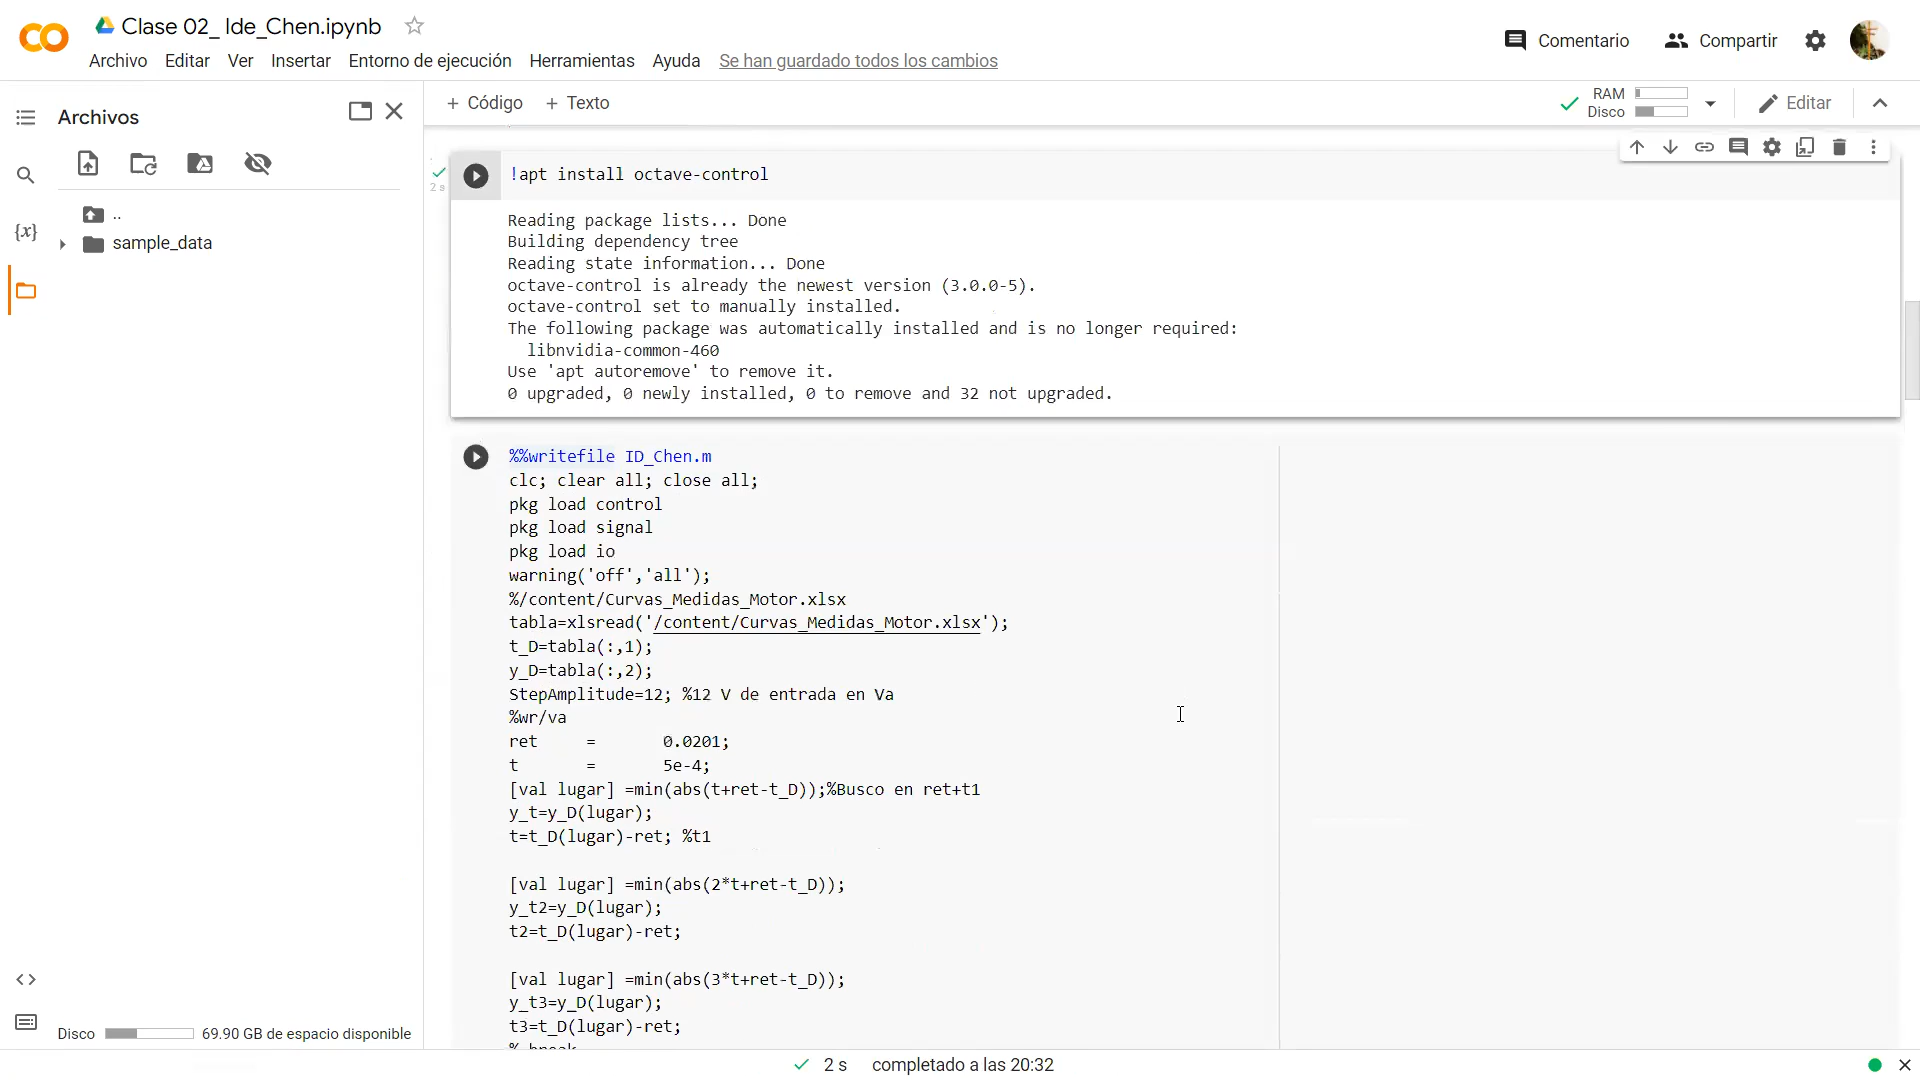 Clase 02_ Ide_Chen.ipynb
Archivo Editar Ver Insertar Entorno de ejecución Herramientas Ayuda Se han guardado todos los cambios
Comentario Compartir
Archivos
+ Código + Texto
RAM
Disco
Editar
..
sample_data
{x}
Disco 69.90 GB de espacio disponible
2 s
!apt install octave-control
Reading package lists... Done
Building dependency tree
Reading state information... Done
octave-control is already the newest version (3.0.0-5).
octave-control set to manually installed.
The following package was automatically installed and is no longer required:
libnvidia-common-460
Use 'apt autoremove' to remove it.
0 upgraded, 0 newly installed, 0 to remove and 32 not upgraded.
%%writefile ID_Chen.m
clc; clear all; close all;
pkg load control
pkg load signal
pkg load io
warning('off','all');
%/content/Curvas_Medidas_Motor.xlsx
tabla=xlsread('/content/Curvas_Medidas_Motor.xlsx');
t_D=tabla(:,1);
y_D=tabla(:,2);
StepAmplitude=12; %12 V de entrada en Va
%wr/va
ret = 0.0201;
t = 5e-4;
[val lugar] =min(abs(t+ret-t_D));%Busco en ret+t1
y_t=y_D(lugar);
t=t_D(lugar)-ret; %t1
[val lugar] =min(abs(2*t+ret-t_D));
y_t2=y_D(lugar);
t2=t_D(lugar)-ret;
[val lugar] =min(abs(3*t+ret-t_D));
y_t3=y_D(lugar);
t3=t_D(lugar)-ret;
2 s completado a las 20:32